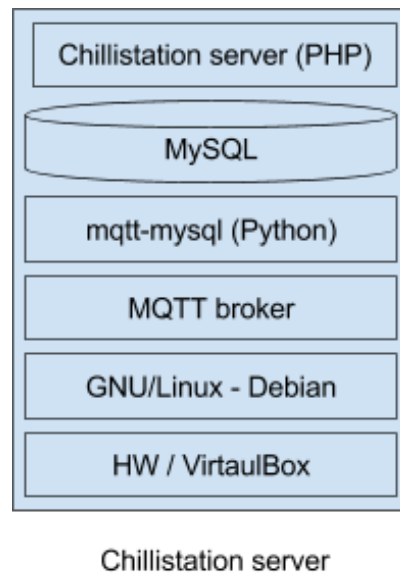 Chillistation server (PHP)
MySQL
mqtt-mysql (Python)
MQTT broker
GNU/Linux - Debian
HW / VirtaulBox
Chillistation server